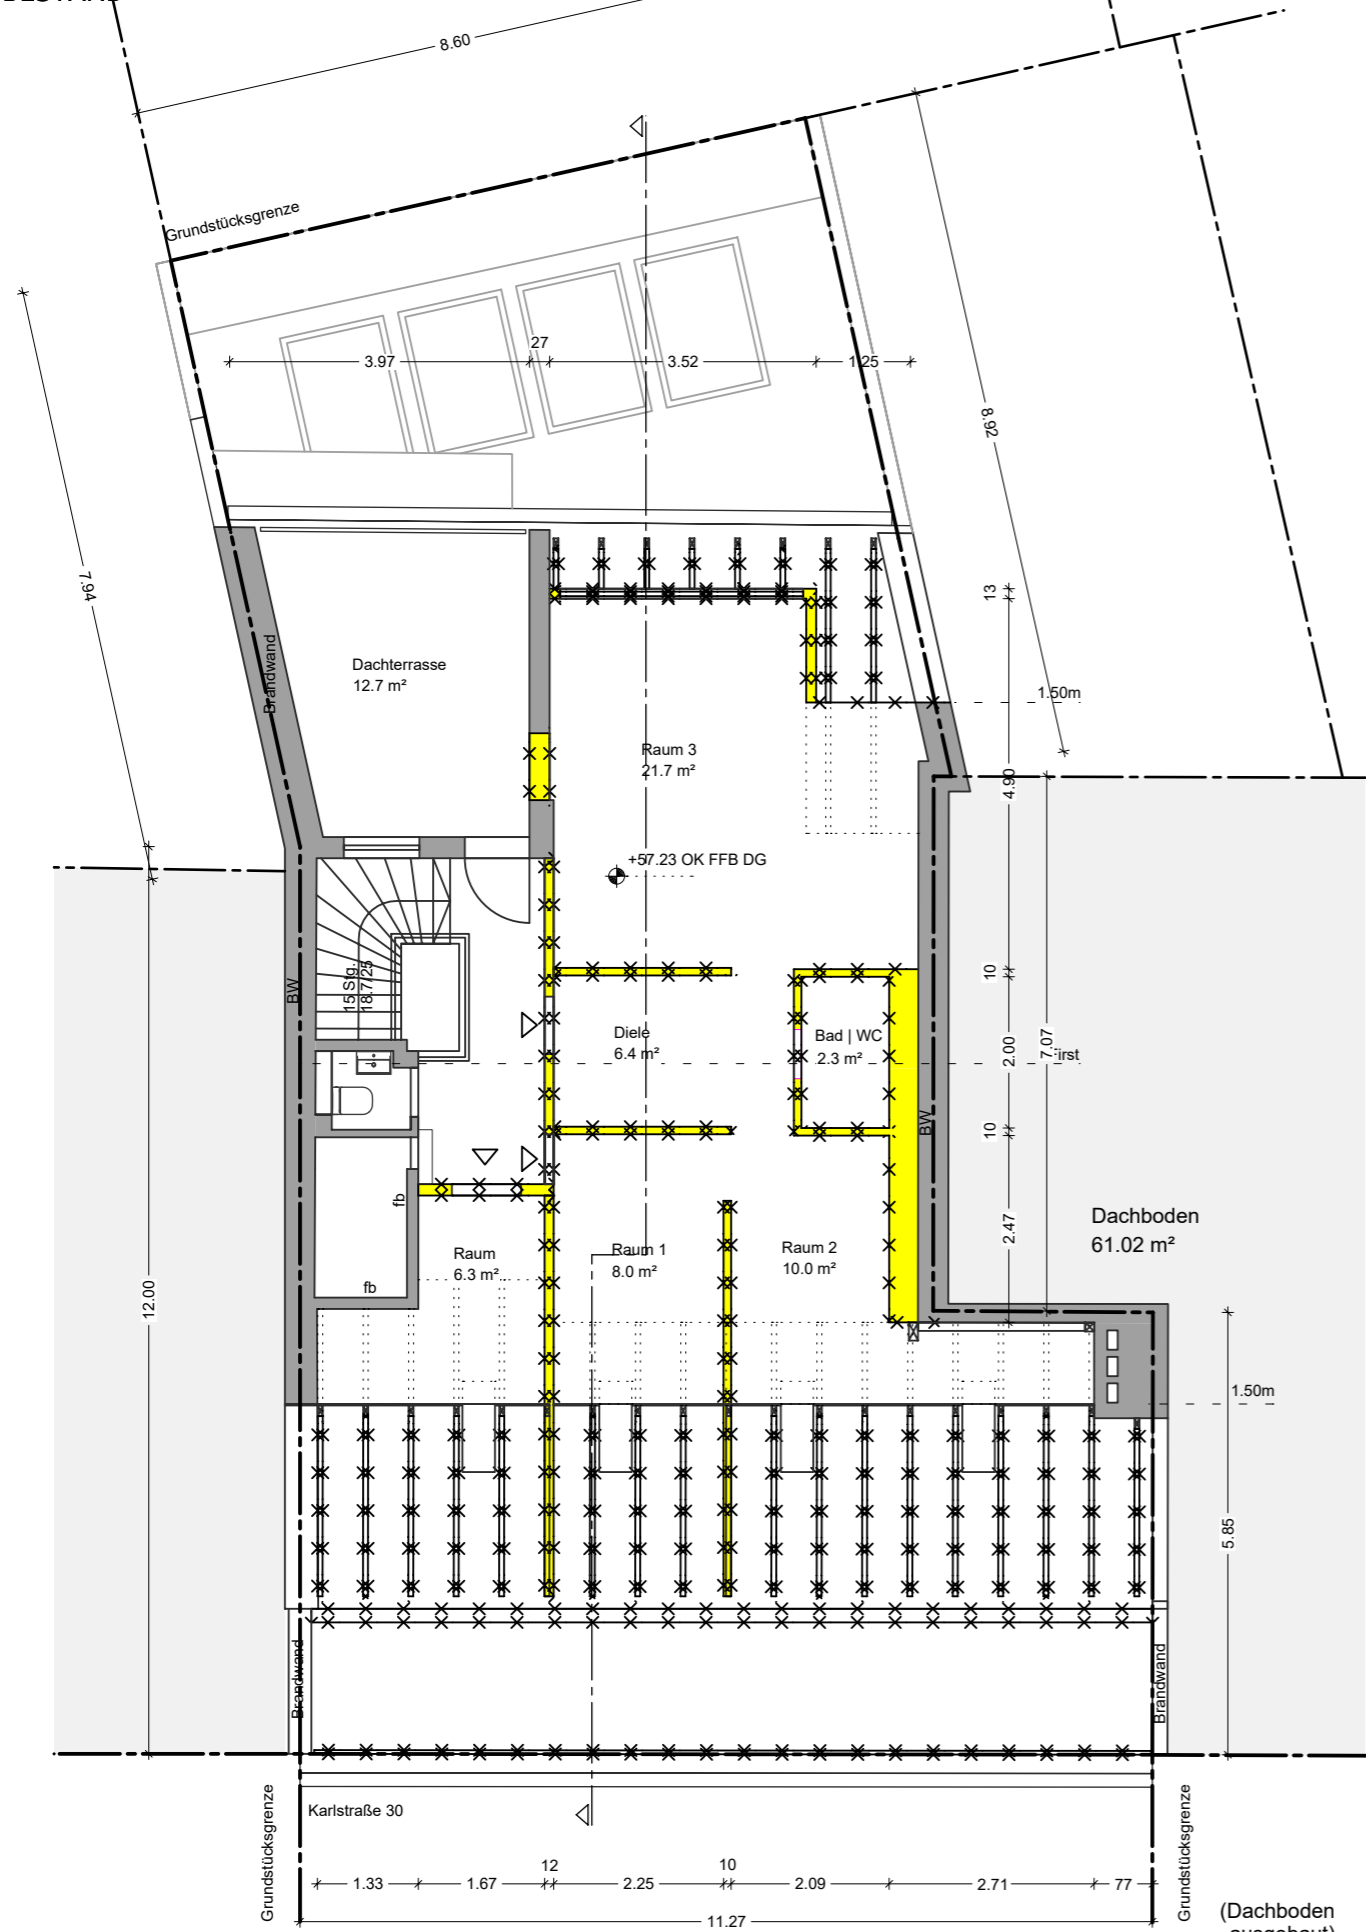 8.60
Grundstücksgrenze
27
3.97
3.52
1.25
8.92
7.94
13
Brandwand
Dachterrasse
12.7 m²
1.50m
Raum 3
21.7 m²
4.90
+57.23 OK FFB DG
15 Stg.
18.7/25
BW
10
Diele
6.4 m²
Bad | WC
2.3 m²
2.00
7.07
First
BW
10
fb
Dachboden
61.02 m²
2.47
Raum
6.3 m²
Raum 1
8.0 m²
Raum 2
10.0 m²
fb
12.00
1.50m
5.85
Brandwand
Brandwand
Grundstücksgrenze
Karlstraße 30
Grundstücksgrenze
12
10
1.33
1.67
2.25
2.09
2.71
77
11.27
(Dachboden
ausgebaut)